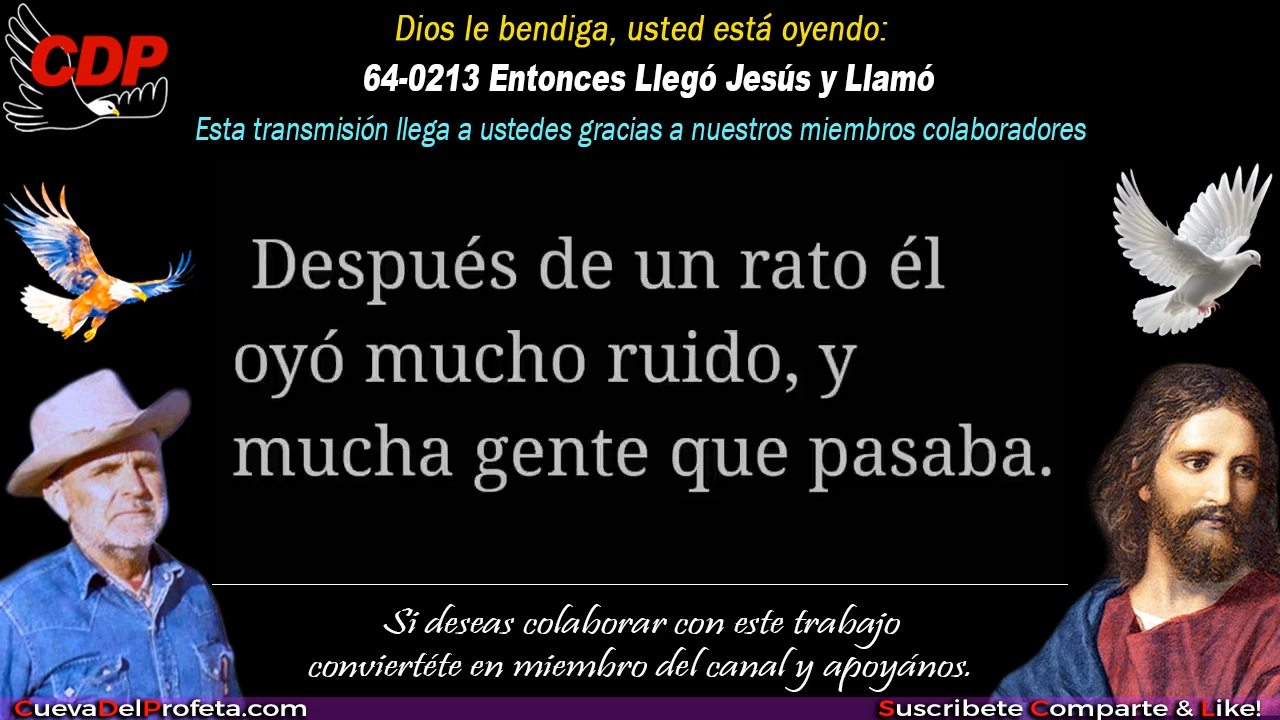 CDP
Dios le bendiga, usted está oyendo:
64-0213 Entonces Llegó Jesús y Llamó
Esta transmisión llega a ustedes gracias a nuestros miembros colaboradores
Después de un rato él
oyó mucho ruido, y
mucha gente que pasaba.
Si deseas colaborar con este trabajo
conviertéte en miembro del canal y apoyános.
CuevaDelProfeta.com
Suscribete Comparte & Like!